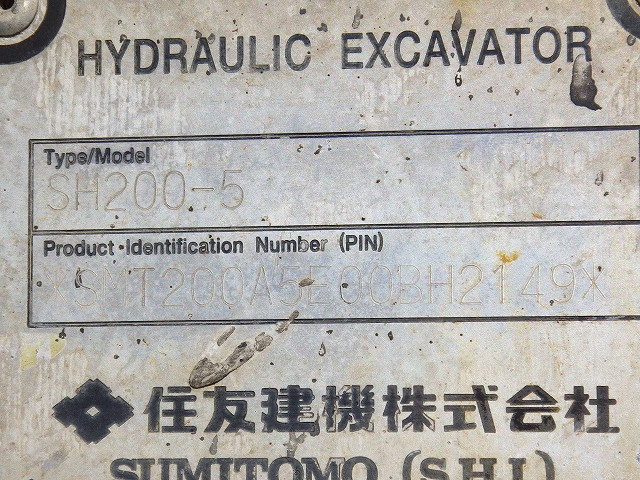 HYDRAULIC EXCAVATOR
Type/Model
SH200-5
Product·Identification Number (PIN)
*SMT200A5E00BH2149*
住友建機株式会社
SUMITOMO (S.H.I.)